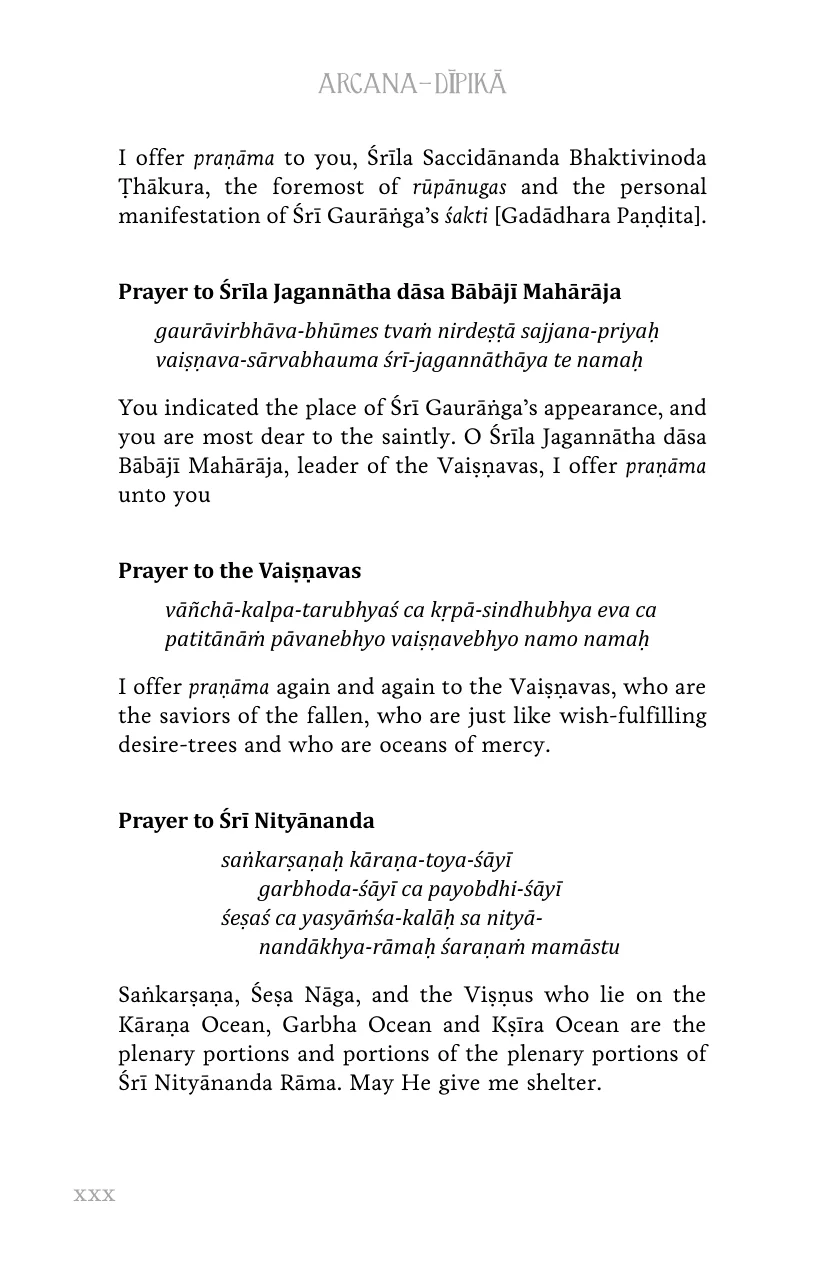 ARCANA–DĪPIKĀ
I offer praṇāma to you, Śrīla Saccidānanda Bhaktivinoda
Ṭhākura, the foremost of rūpānugas and the personal
manifestation of Śrī Gaurāṅga’s śakti [Gadādhara Paṇḍita].
Prayer to Śrīla Jagannātha dāsa Bābājī Mahārāja
gaurāvirbhāva-bhūmes tvaṁ nirdeṣṭā sajjana-priyaḥ
vaiṣṇava-sārvabhauma śrī-jagannāthāya te namaḥ
You indicated the place of Śrī Gaurāṅga’s appearance, and
you are most dear to the saintly. O Śrīla Jagannātha dāsa
Bābājī Mahārāja, leader of the Vaiṣṇavas, I offer praṇāma
unto you
Prayer to the Vaiṣṇavas
vāñchā-kalpa-tarubhyaś ca kṛpā-sindhubhya eva ca
patitānāṁ pāvanebhyo vaiṣṇavebhyo namo namaḥ
I offer praṇāma again and again to the Vaiṣṇavas, who are
the saviors of the fallen, who are just like wish-fulfilling
desire-trees and who are oceans of mercy.
Prayer to Śrī Nityānanda
saṅkarṣaṇaḥ kāraṇa-toya-śāyī
garbhoda-śāyī ca payobdhi-śāyī
śeṣaś ca yasyāṁśa-kalāḥ sa nityā-
nandākhya-rāmaḥ śaraṇaṁ mamāstu
Saṅkarṣaṇa, Śeṣa Nāga, and the Viṣṇus who lie on the
Kāraṇa Ocean, Garbha Ocean and Kṣīra Ocean are the
plenary portions and portions of the plenary portions of
Śrī Nityānanda Rāma. May He give me shelter.
xxx